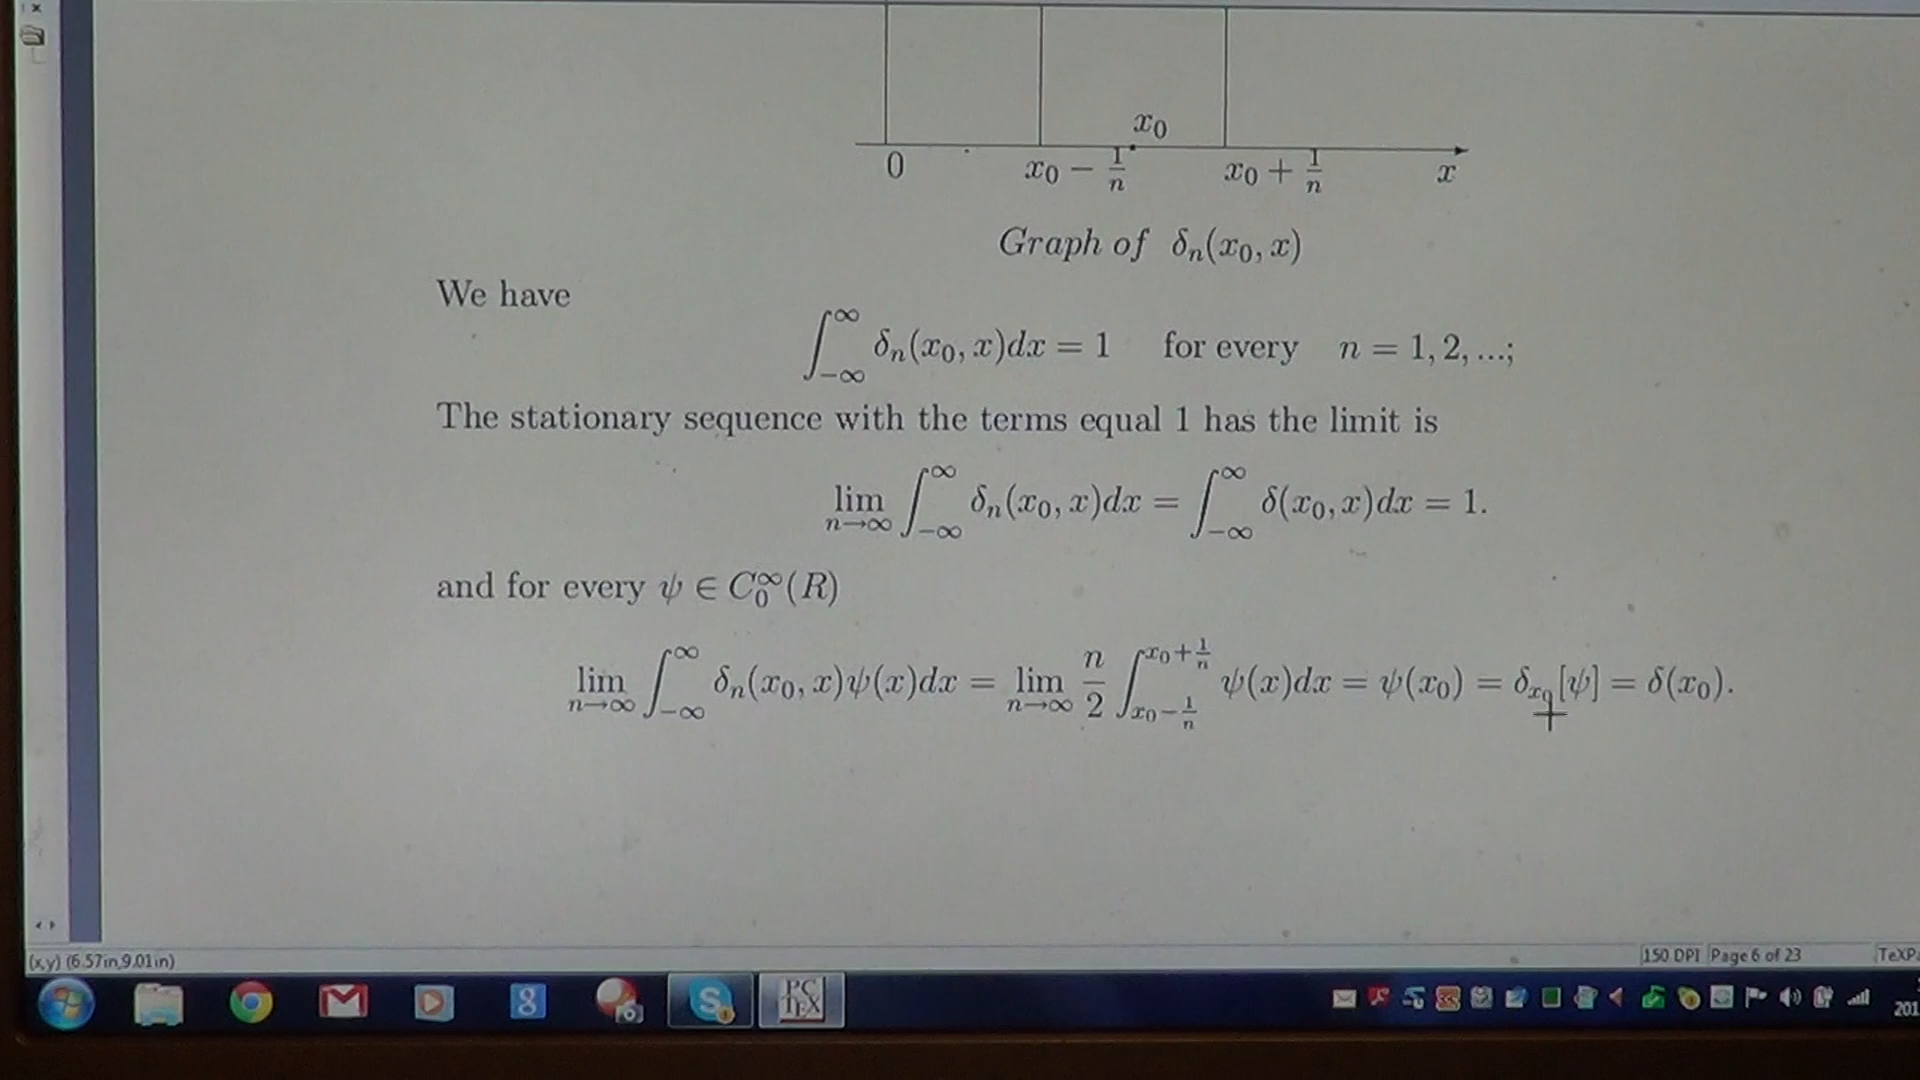 x₀
0 x₀ − 1/n x₀ + 1/n x
Graph of δₙ(x₀, x)
We have
∫_{−∞}^{∞} δₙ(x₀, x)dx = 1 for every n = 1, 2, ...;
The stationary sequence with the terms equal 1 has the limit is
lim_{n→∞} ∫_{−∞}^{∞} δₙ(x₀, x)dx = ∫_{−∞}^{∞} δ(x₀, x)dx = 1.
and for every ψ ∈ C₀^∞(R)
lim_{n→∞} ∫_{−∞}^{∞} δₙ(x₀, x)ψ(x)dx = lim_{n→∞} n/2 ∫_{x₀−1/n}^{x₀+1/n} ψ(x)dx = ψ(x₀) = δ_{x₀}[ψ] = δ(x₀).
(x,y) (6.57in,9.01in) 150 DPI Page 6 of 23
8 S PC TEX 201